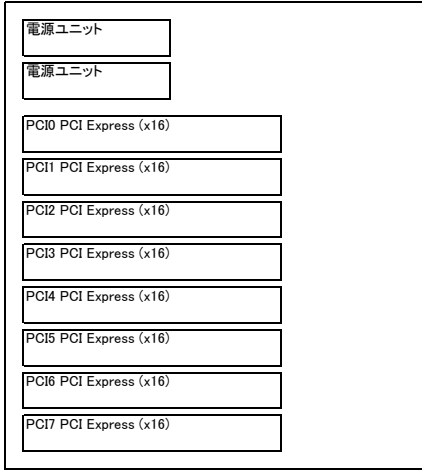 電源ユニット
電源ユニット
PCI0 PCI Express (x16)
PCI1 PCI Express (x16)
PCI2 PCI Express (x16)
PCI3 PCI Express (x16)
PCI4 PCI Express (x16)
PCI5 PCI Express (x16)
PCI6 PCI Express (x16)
PCI7 PCI Express (x16)